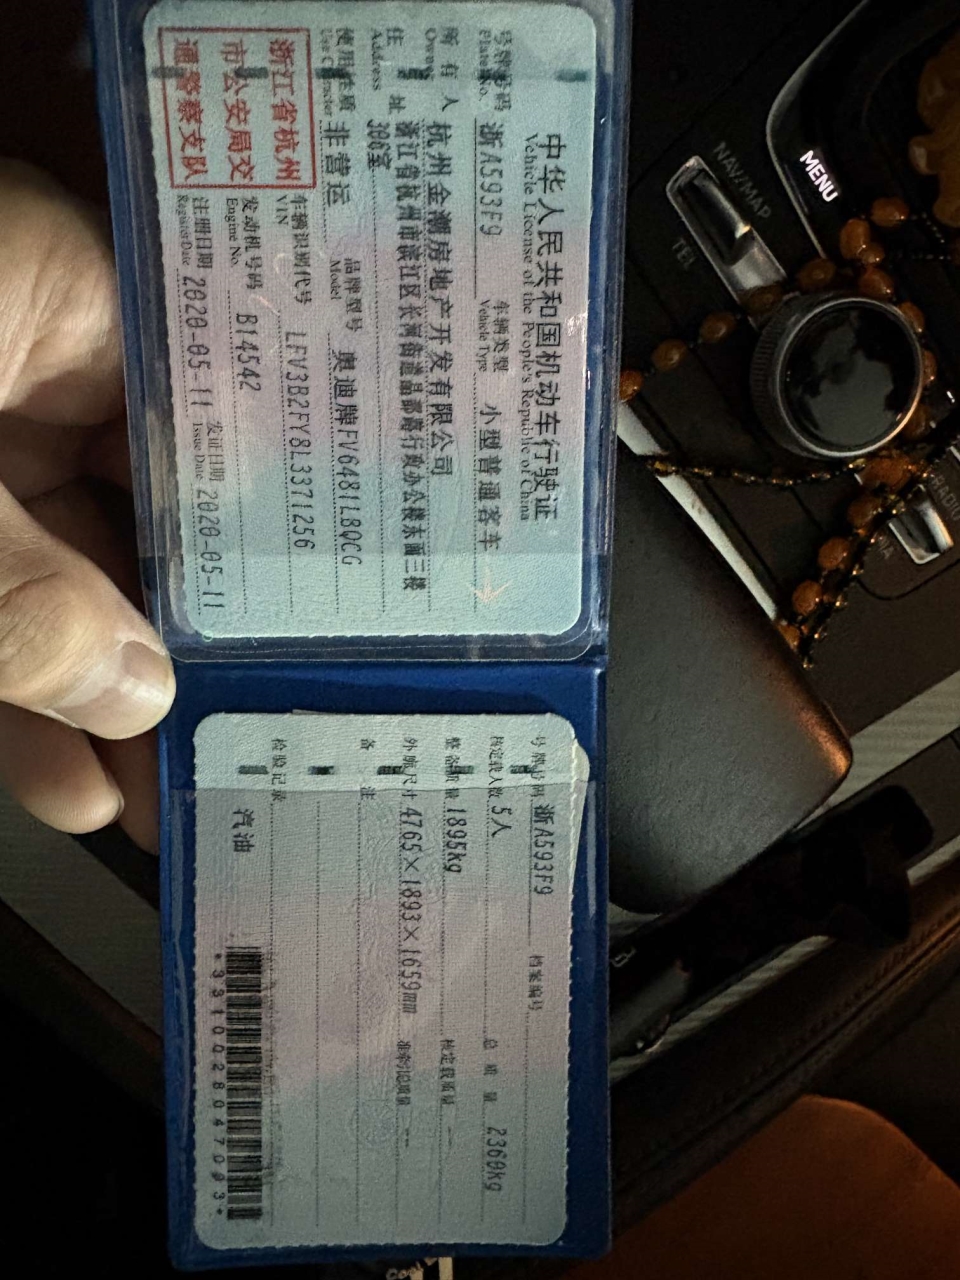 中华人民共和国机动车行驶证
Vehicle License of the People's Republic of China
号牌号码 浙A593F9 车辆类型 小型普通客车
Plate No. Vehicle Type
所有人 杭州金潮房地产开发有限公司
Owner
住址 浙江省杭州市滨江区长河街道晶都路行政办公楼东面三楼
Address 306室
使用性质 非营运 品牌型号 奥迪牌FV6481LBQCG
Use Character Model
浙江省杭州
市公安局交
通警察支队
车辆识别代号 LFV3B2FY8L3371256
VIN
发动机号码 B14542
Engine No.
注册日期 2020-05-11 发证日期 2020-05-11
Register Date Issue Date
号牌号码 浙A593F9 档案编号
核定载人数 5人 总质量 2360kg
整备质量 1895kg 核定载质量 --
外廓尺寸 4765×1893×1659mm 准牵引总质量 --
备注
检验记录
汽油
*3310028047003*
NAV/MAP
TEL
MENU
RADIO